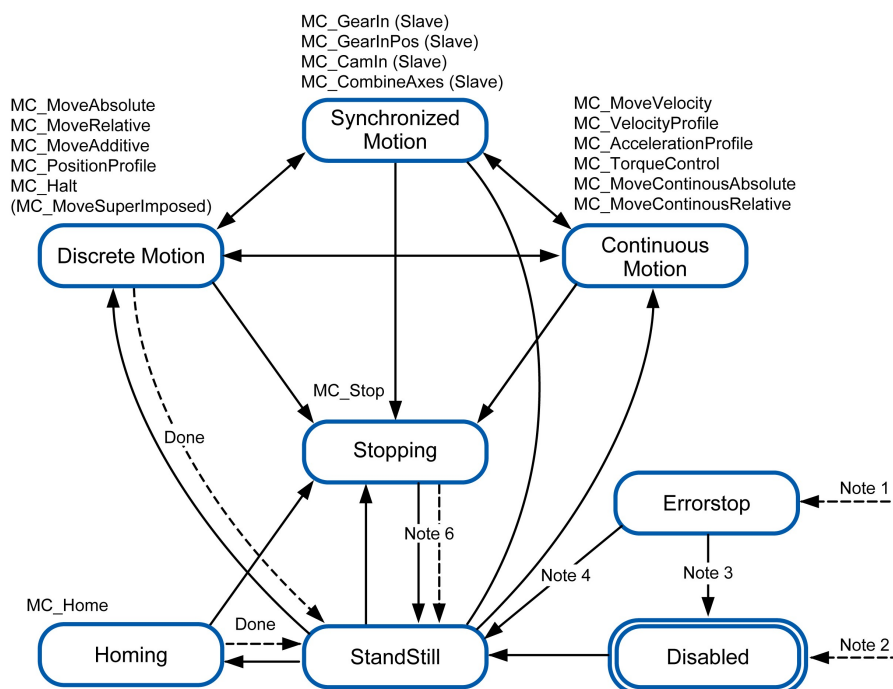 MC_GearIn (Slave)
MC_GearInPos (Slave)
MC_CamIn (Slave)
MC_CombineAxes (Slave)
MC_MoveAbsolute
MC_MoveRelative
MC_MoveAdditive
MC_PositionProfile
MC_Halt
(MC_MoveSuperImposed)
Synchronized
Motion
MC_MoveVelocity
MC_VelocityProfile
MC_AccelerationProfile
MC_TorqueControl
MC_MoveContinousAbsolute
MC_MoveContinousRelative
Discrete Motion
Continuous
Motion
MC_Stop
Done
Stopping
Errorstop
Note 1
Note 6
Note 4
Note 3
MC_Home
Done
Homing
StandStill
Disabled
Note 2